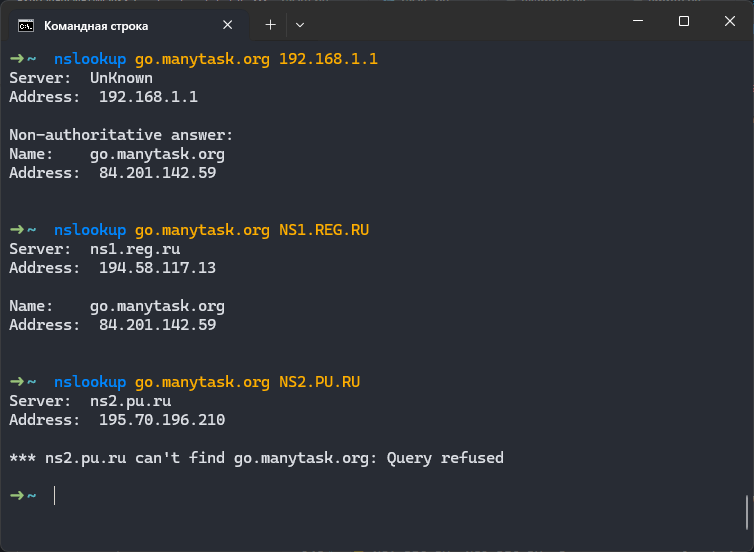 Командная строка
➜~ nslookup go.manytask.org 192.168.1.1
Server:  UnKnown
Address:  192.168.1.1
Non-authoritative answer:
Name:    go.manytask.org
Address:  84.201.142.59
➜~ nslookup go.manytask.org NS1.REG.RU
Server:  ns1.reg.ru
Address:  194.58.117.13
Name:    go.manytask.org
Address:  84.201.142.59
➜~ nslookup go.manytask.org NS2.PU.RU
Server:  ns2.pu.ru
Address:  195.70.196.210
*** ns2.pu.ru can't find go.manytask.org: Query refused
➜~